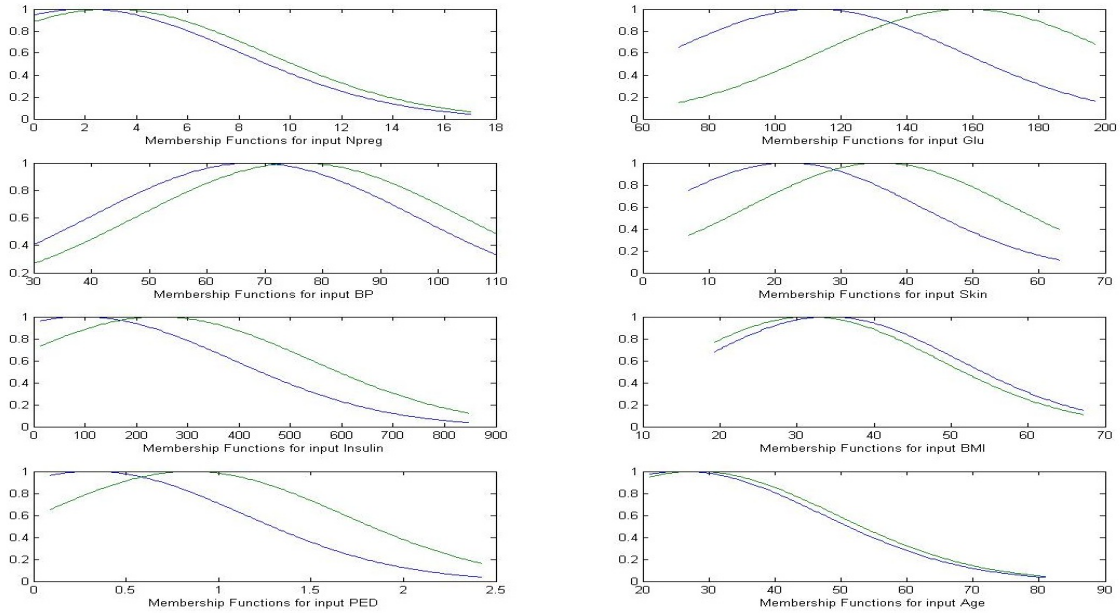 1
0.8
0.6
0.4
0.2
0
0 2 4 6 8 10 12 14 16 18
Membership Functions for input Npreg
1
0.8
0.6
0.4
0.2
0
60 80 100 120 140 160 180 200
Membership Functions for input Glu
1
0.8
0.6
0.4
0.2
30 40 50 60 70 80 90 100 110
Membership Functions for input BP
1
0.8
0.6
0.4
0.2
0
0 10 20 30 40 50 60 70
Membership Functions for input Skin
1
0.8
0.6
0.4
0.2
0
0 100 200 300 400 500 600 700 800 900
Membership Functions for input Insulin
1
0.8
0.6
0.4
0.2
0
10 20 30 40 50 60 70
Membership Functions for input BMI
1
0.8
0.6
0.4
0.2
0
0 0.5 1 1.5 2 2.5
Membership Functions for input PED
1
0.8
0.6
0.4
0.2
0
20 30 40 50 60 70 80 90
Membership Functions for input Age